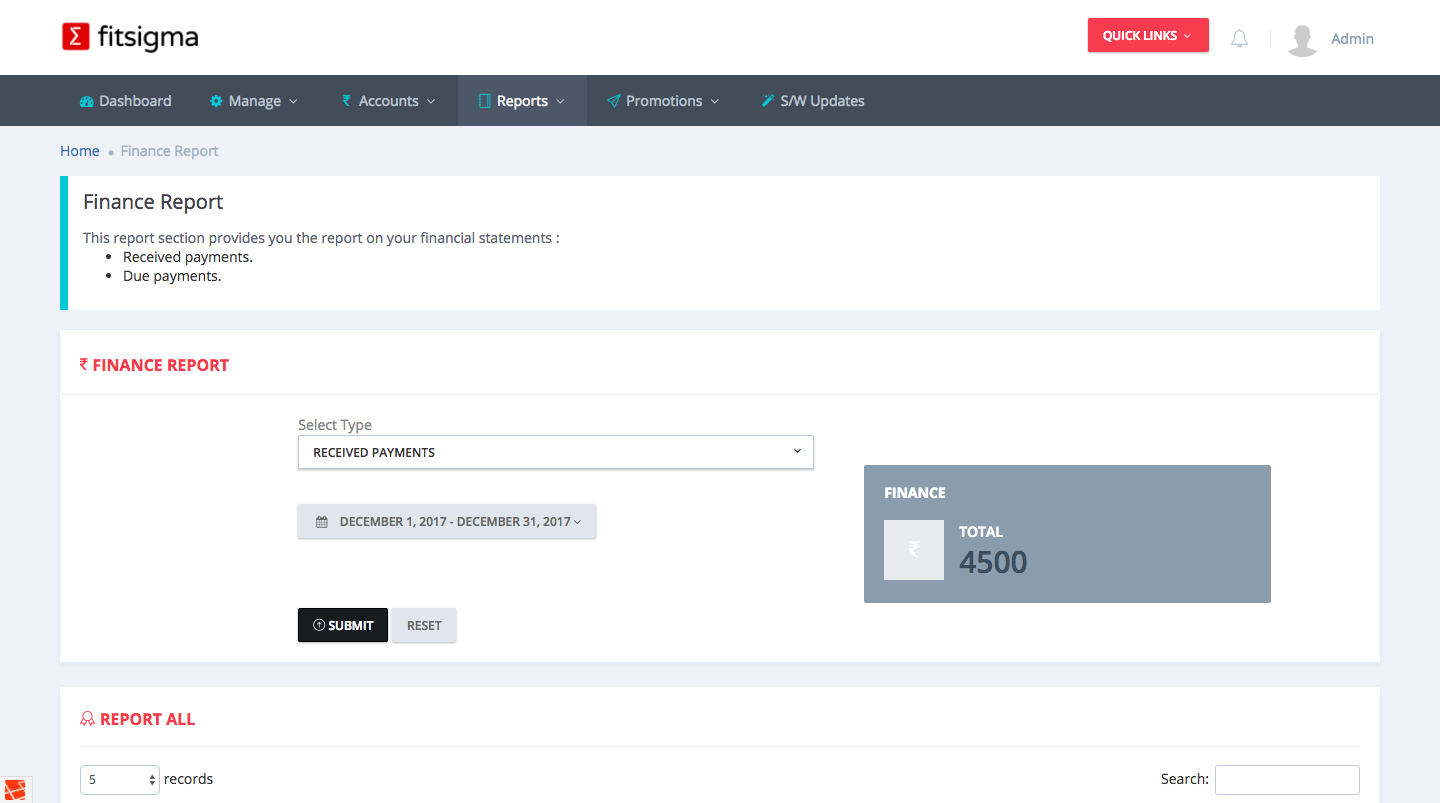 Σ fitsigma
QUICK LINKS
Admin
Dashboard Manage ₹ Accounts Reports Promotions S/W Updates
Home • Finance Report
Finance Report
This report section provides you the report on your financial statements :
• Received payments.
• Due payments.
₹ FINANCE REPORT
Select Type
RECEIVED PAYMENTS
DECEMBER 1, 2017 - DECEMBER 31, 2017
SUBMIT RESET
FINANCE
₹ TOTAL
4500
REPORT ALL
5 records
Search: